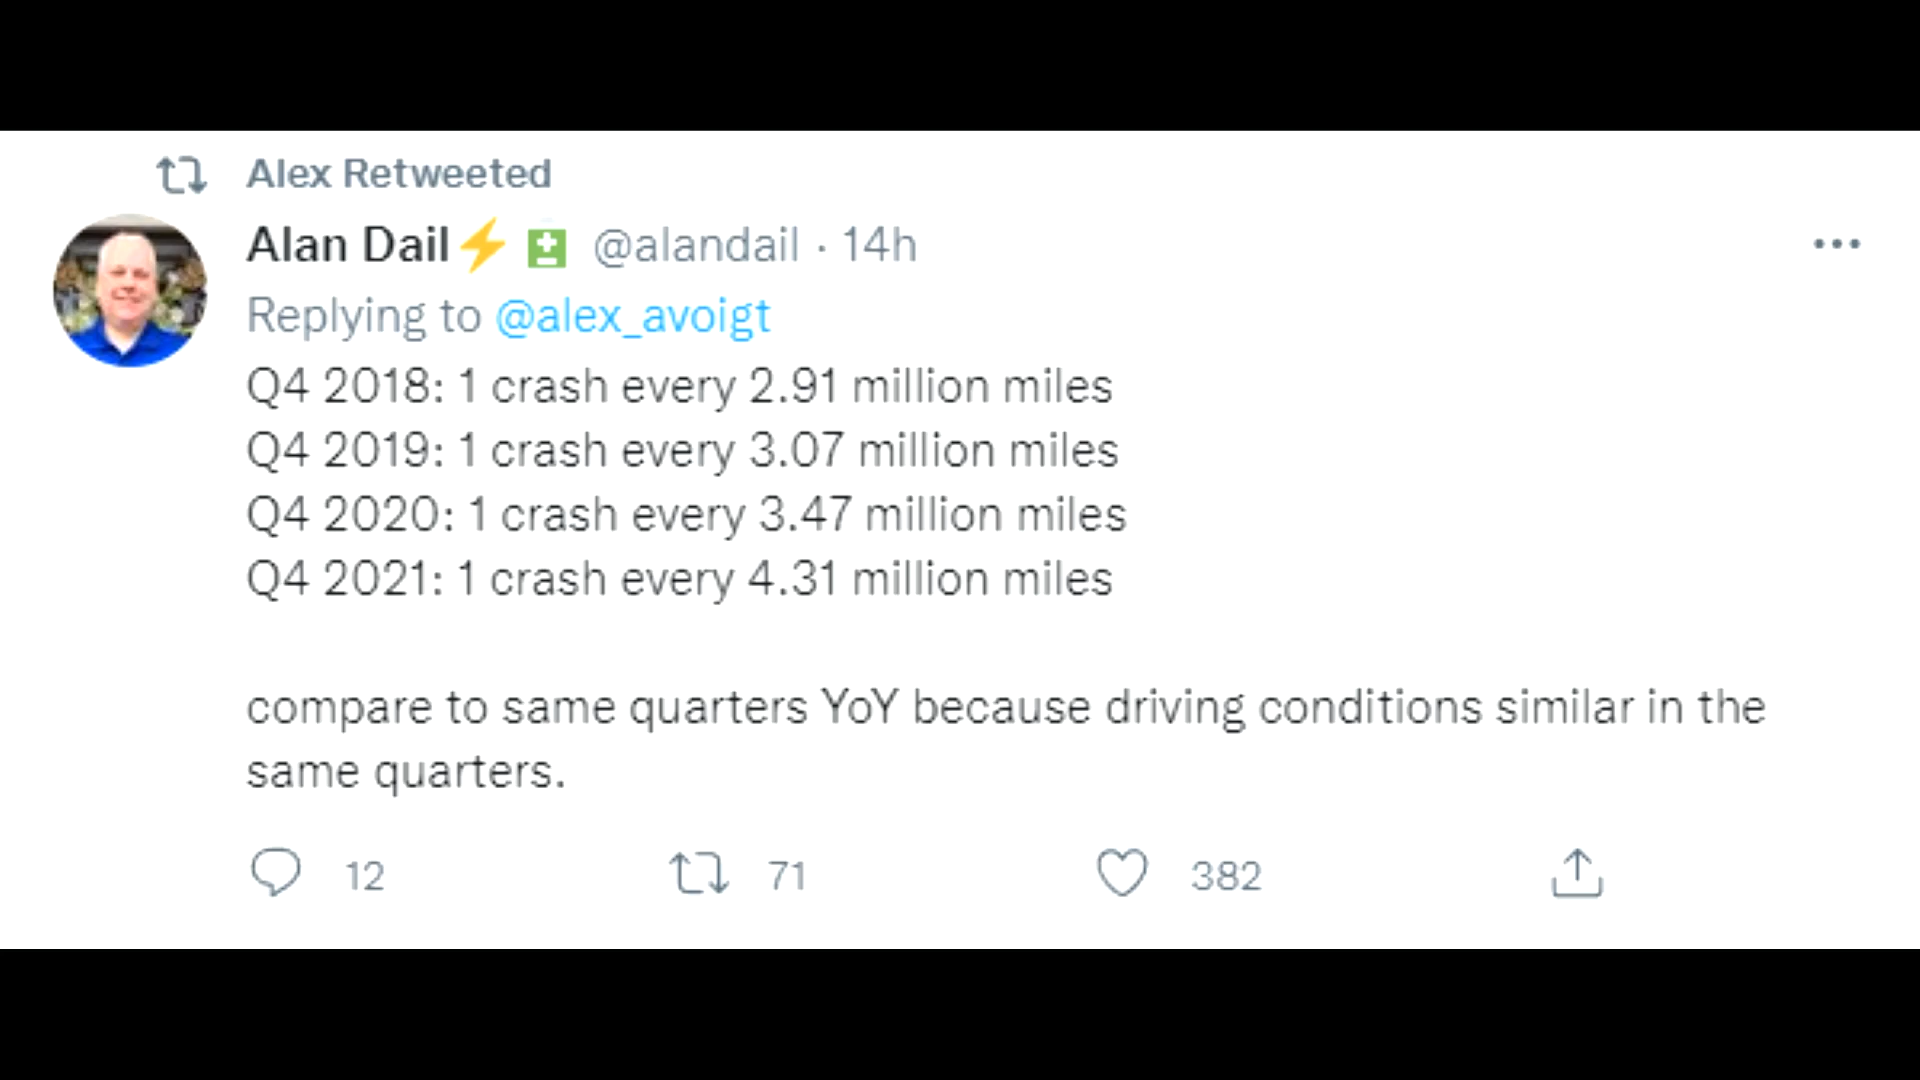 Alex Retweeted
Alan Dail⚡🔋 @alandail · 14h
Replying to @alex_avoigt
Q4 2018: 1 crash every 2.91 million miles
Q4 2019: 1 crash every 3.07 million miles
Q4 2020: 1 crash every 3.47 million miles
Q4 2021: 1 crash every 4.31 million miles
compare to same quarters YoY because driving conditions similar in the
same quarters.
12 71 382